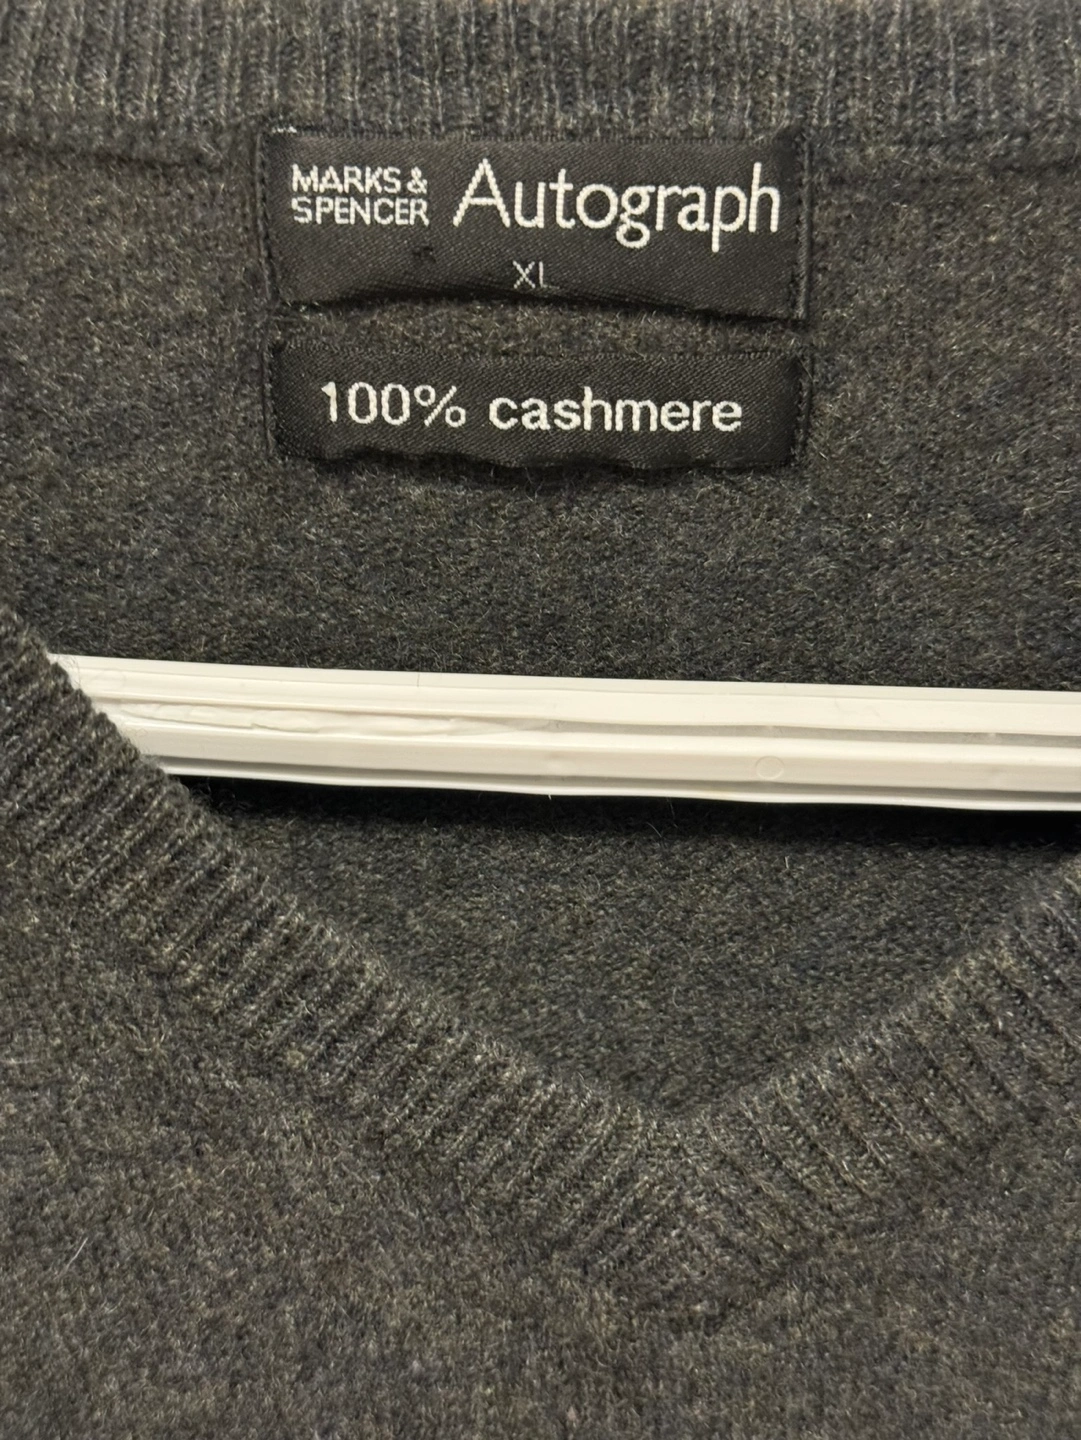 MARKS &
SPENCER
Autograph
XL
100% cashmere